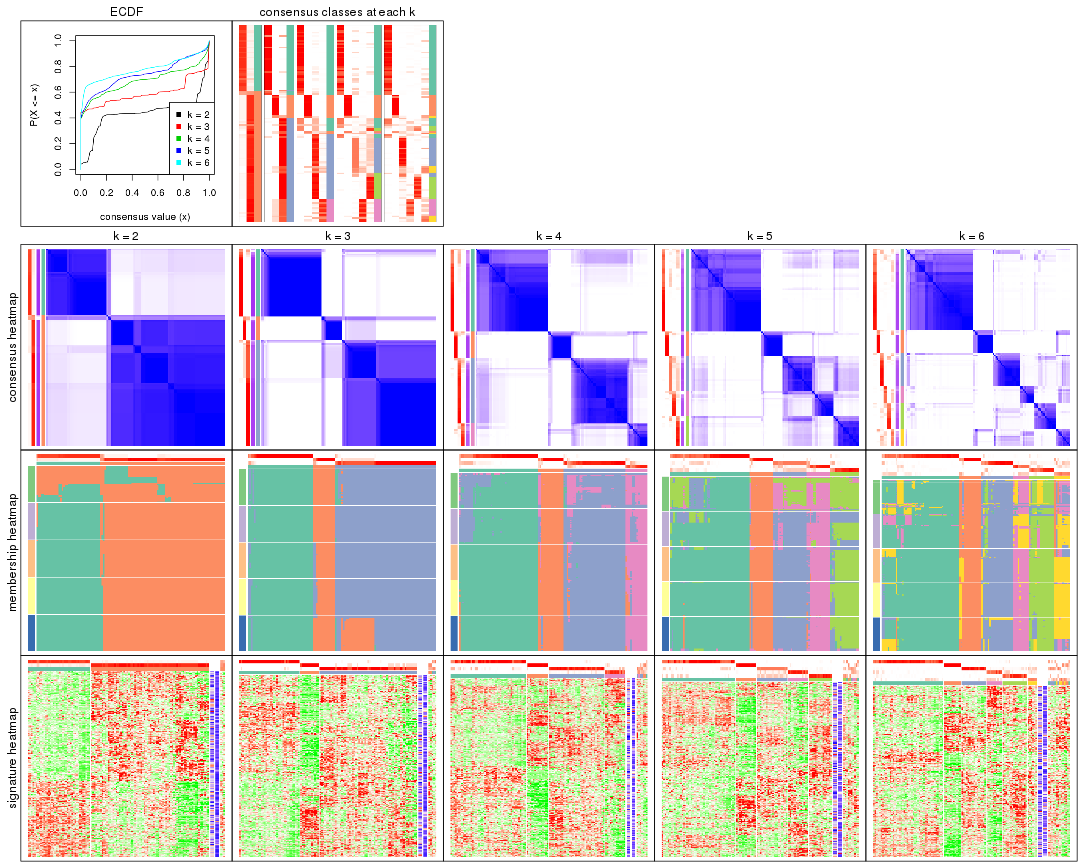 ECDF
consensus classes at each k
P(X <= x)
0.0
0.2
0.4
0.6
0.8
1.0
k = 2
k = 3
k = 4
k = 5
k = 6
0.0 0.2 0.4 0.6 0.8 1.0
consensus value (x)
k = 2
k = 3
k = 4
k = 5
k = 6
consensus heatmap
membership heatmap
signature heatmap